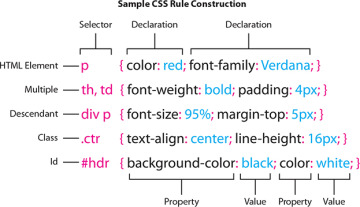 Sample CSS Rule Construction
Selector Declaration Declaration
HTML Element p { color: red; font-family: Verdana; }
Multiple th, td { font-weight: bold; padding: 4px; }
Descendant div p { font-size: 95%; margin-top: 5px; }
Class .ctr { text-align: center; line-height: 16px; }
Id #hdr { background-color: black; color: white; }
Property Value Property Value